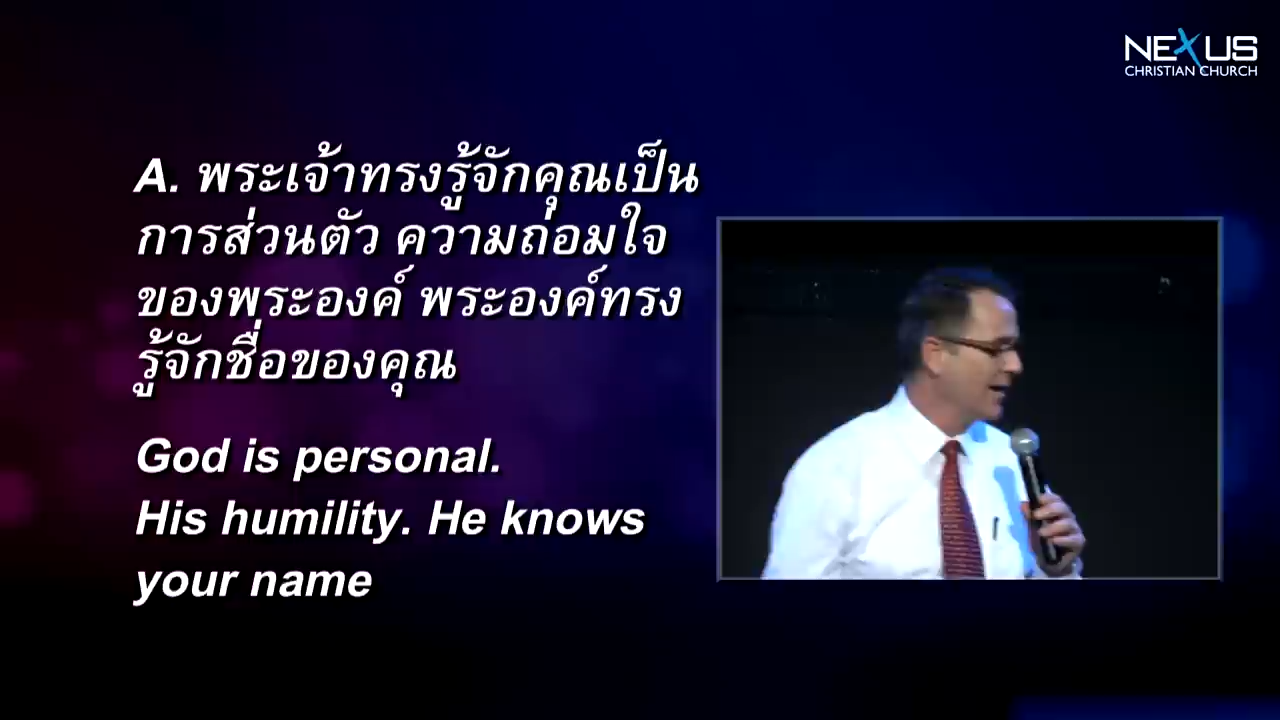 NEXUS
CHRISTIAN CHURCH
A. พระเจ้าทรงรู้จักคุณเป็น
การส่วนตัว ความถ่อมใจ
ของพระองค์ พระองค์ทรง
รู้จักชื่อของคุณ
God is personal.
His humility. He knows
your name